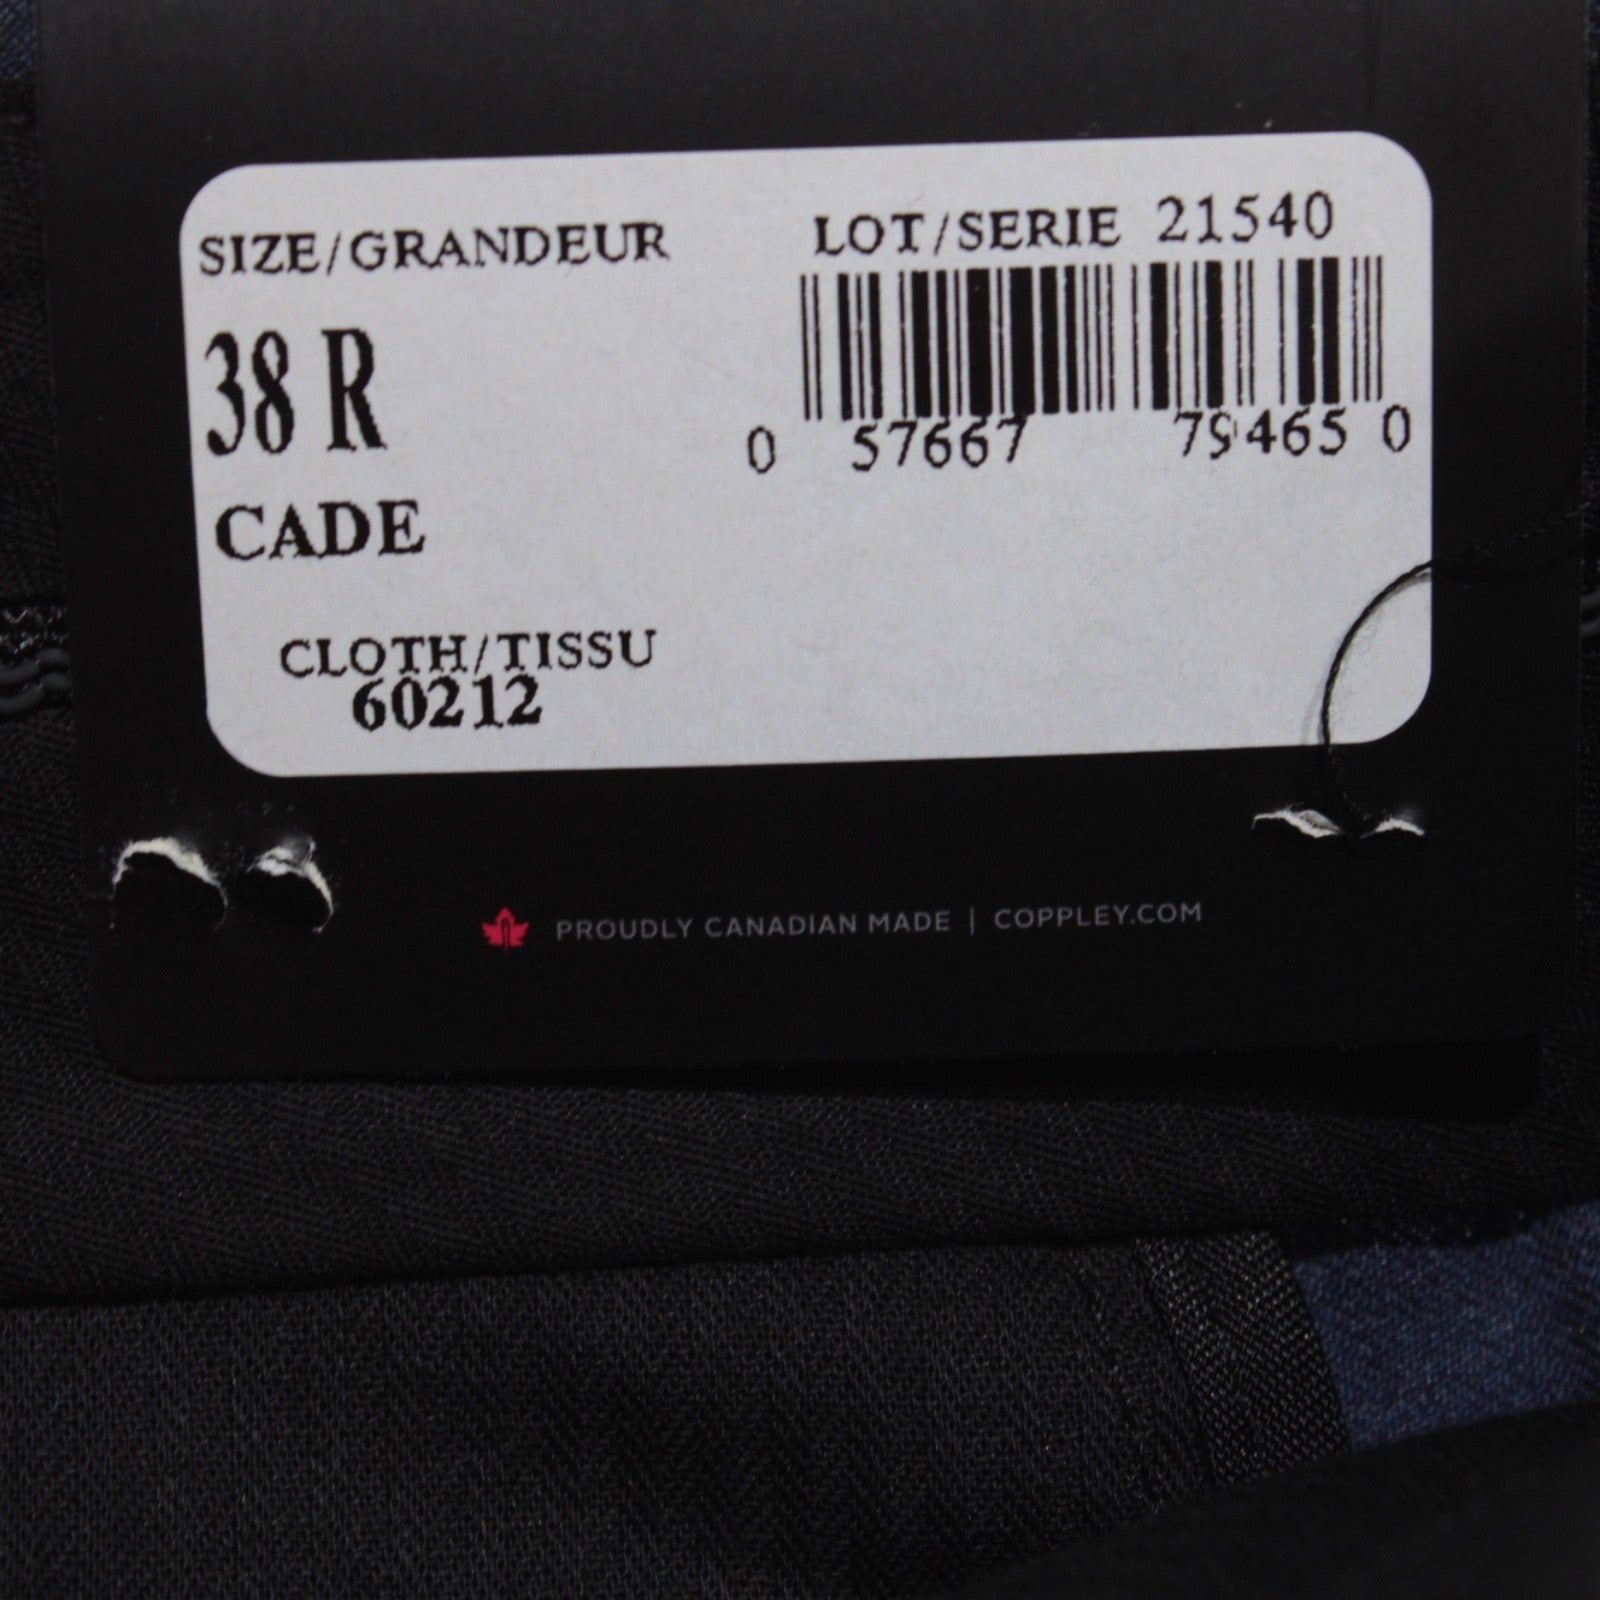 SIZE/GRANDEUR
38 R
CADE
CLOTH/TISSU
60212
LOT/SERIE 21540
0 57667 79465 0
PROUDLY CANADIAN MADE | COPPLEY.COM